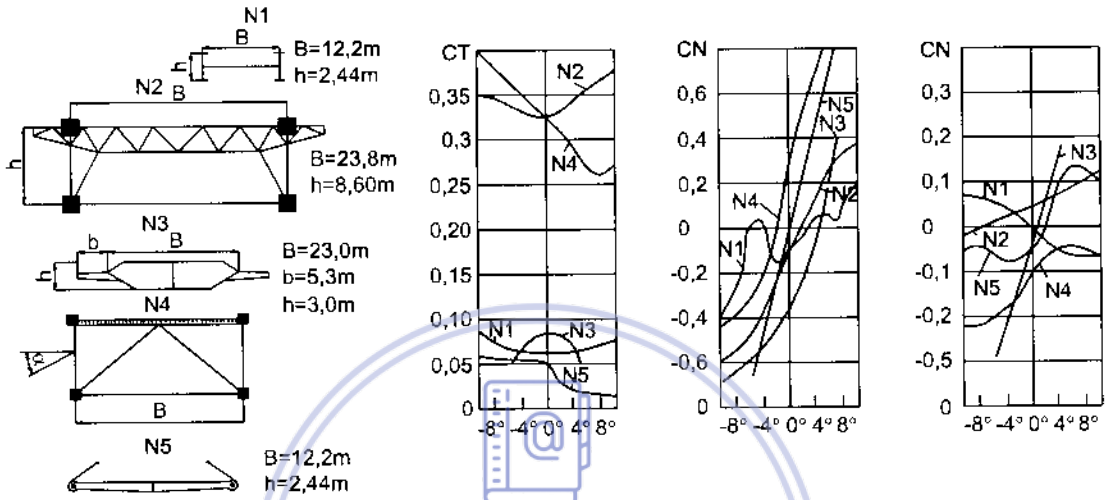 N1
B
h
B=12,2m
h=2,44m
N2
B
h
B=23,8m
h=8,60m
N3
b
B
h
B=23,0m
b=5,3m
h=3,0m
N4
B
N5
B=12,2m
h=2,44m
CT
0,35
0,3
0,15
0,25
0,2
0,15
0,10
0,05
0
N2
N4
N1
N3
N5
-8° -4° 0° 4° 8°
CN
0,6
0,4
0,2
0
-0,2
-0,4
-0,6
0
N5
N3
N2
N4
N1
-8° -4° 0° 4° 8°
CN
0,3
0,2
0,1
0
-0,1
-0,2
-0,5
0
N3
N1
N2
N5
N4
-8° -4° 0° 4° 8°
@